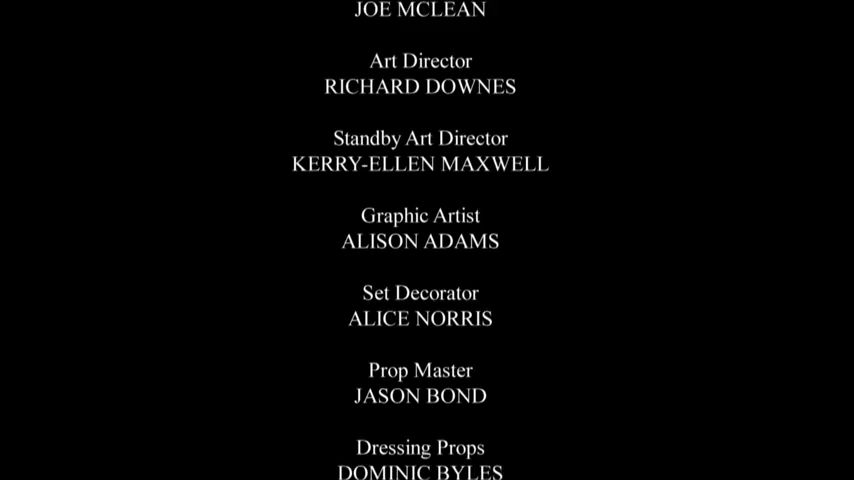 JOE MCLEAN
Art Director
RICHARD DOWNES
Standby Art Director
KERRY-ELLEN MAXWELL
Graphic Artist
ALISON ADAMS
Set Decorator
ALICE NORRIS
Prop Master
JASON BOND
Dressing Props
DOMINIC BYLES